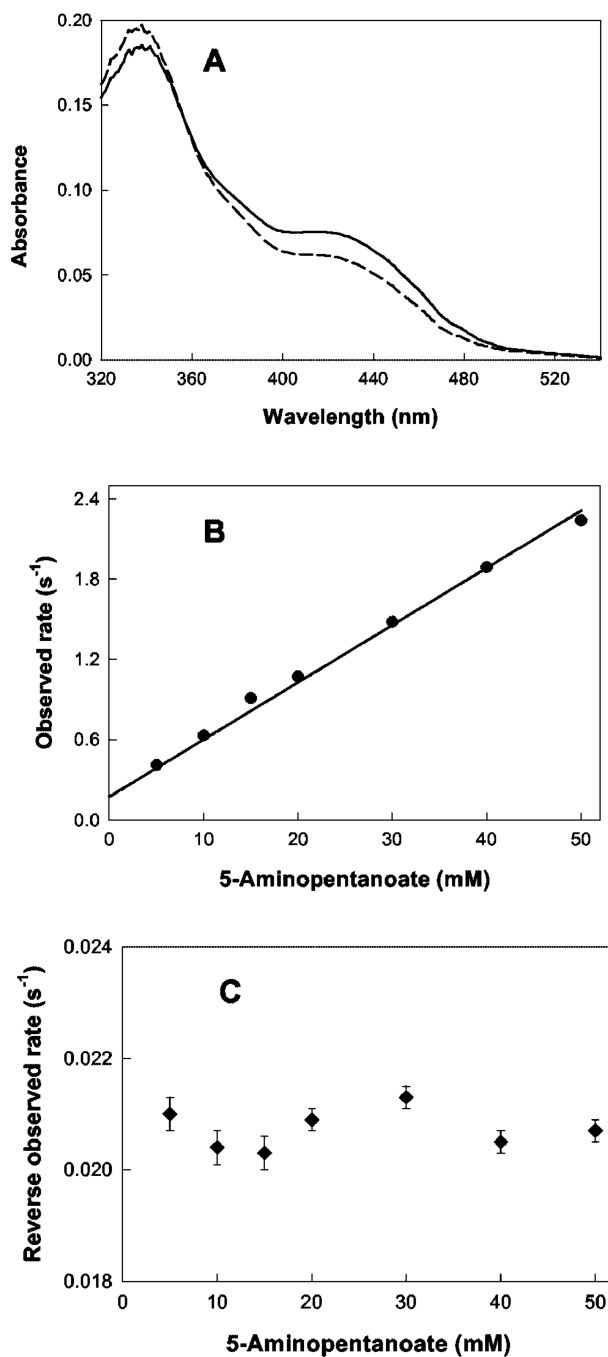 A
0.20
0.15
0.10
0.05
0.00
Absorbance
320 360 400 440 480 520
Wavelength (nm)
B
2.4
1.8
1.2
0.6
0.0
Observed rate (s⁻¹)
0 10 20 30 40 50
5-Aminopentanoate (mM)
C
0.024
0.022
0.020
0.018
Reverse observed rate (s⁻¹)
0 10 20 30 40 50
5-Aminopentanoate (mM)